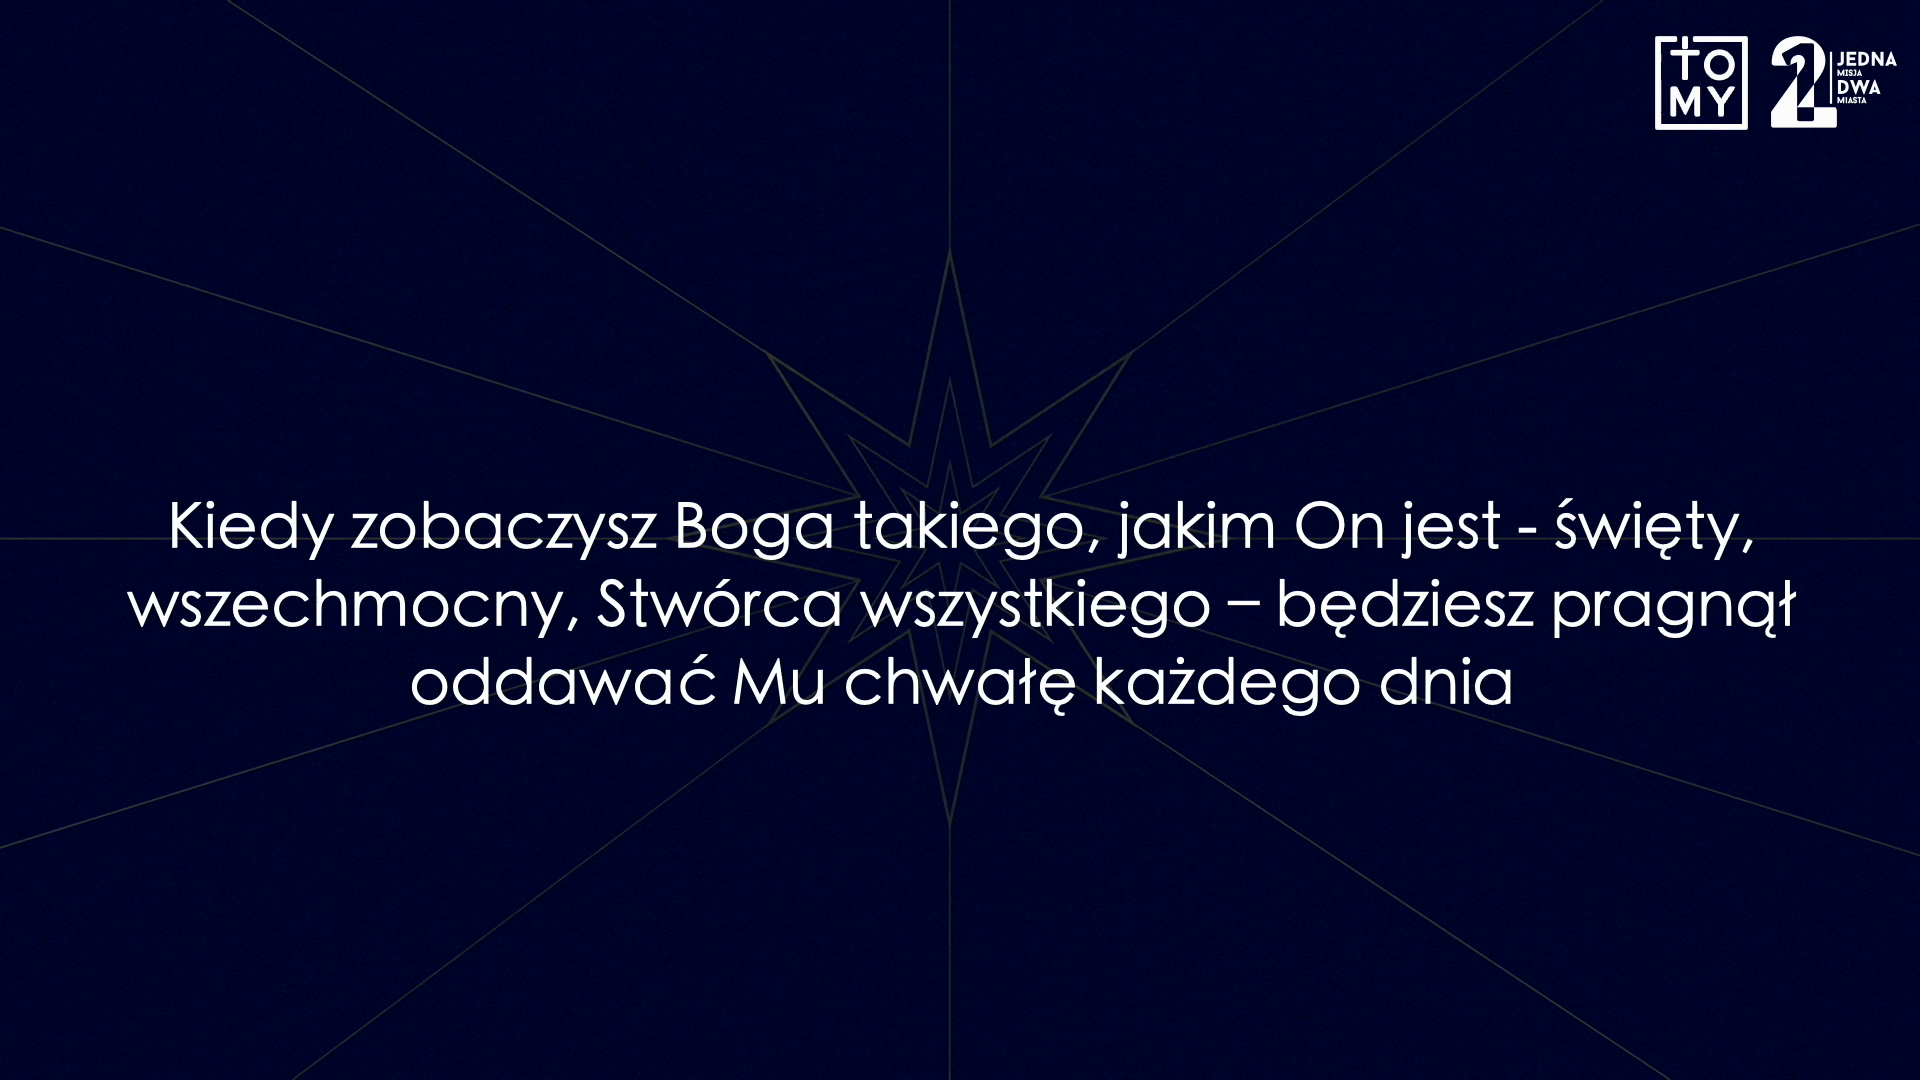 TO
MY
21
JEDNA
MISJA
DWA
MIASTA
Kiedy zobaczysz Boga takiego, jakim On jest - święty,
wszechmocny, Stwórca wszystkiego – będziesz pragnął
oddawać Mu chwałę każdego dnia